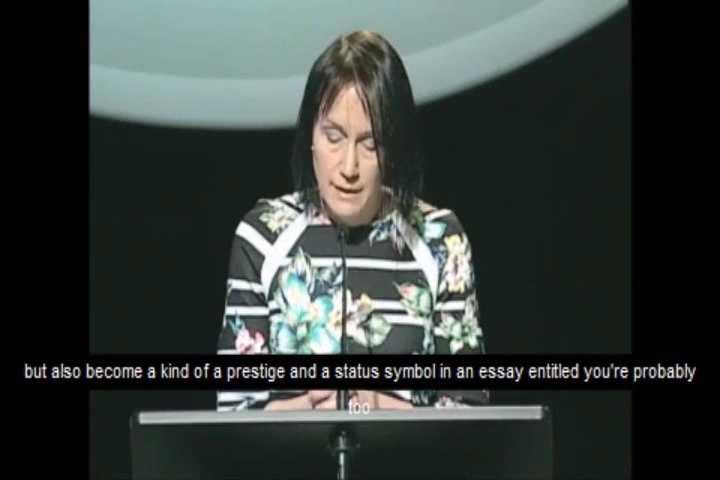 but also become a kind of a prestige and a status symbol in an essay entitled you're probably
too